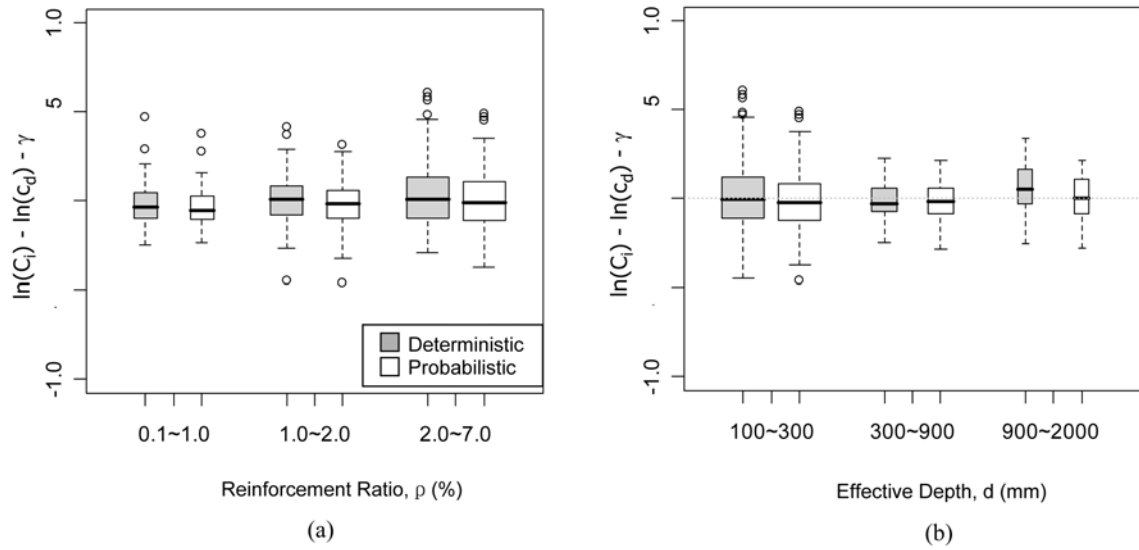 1.0
5
.
-1.0
ln(Cᵢ) - ln(c_d) - γ
Deterministic
Probabilistic
0.1~1.0
1.0~2.0
2.0~7.0
Reinforcement Ratio, ρ (%)
(a)
1.0
5
.
-1.0
ln(Cᵢ) - ln(c_d) - γ
100~300
300~900
900~2000
Effective Depth, d (mm)
(b)